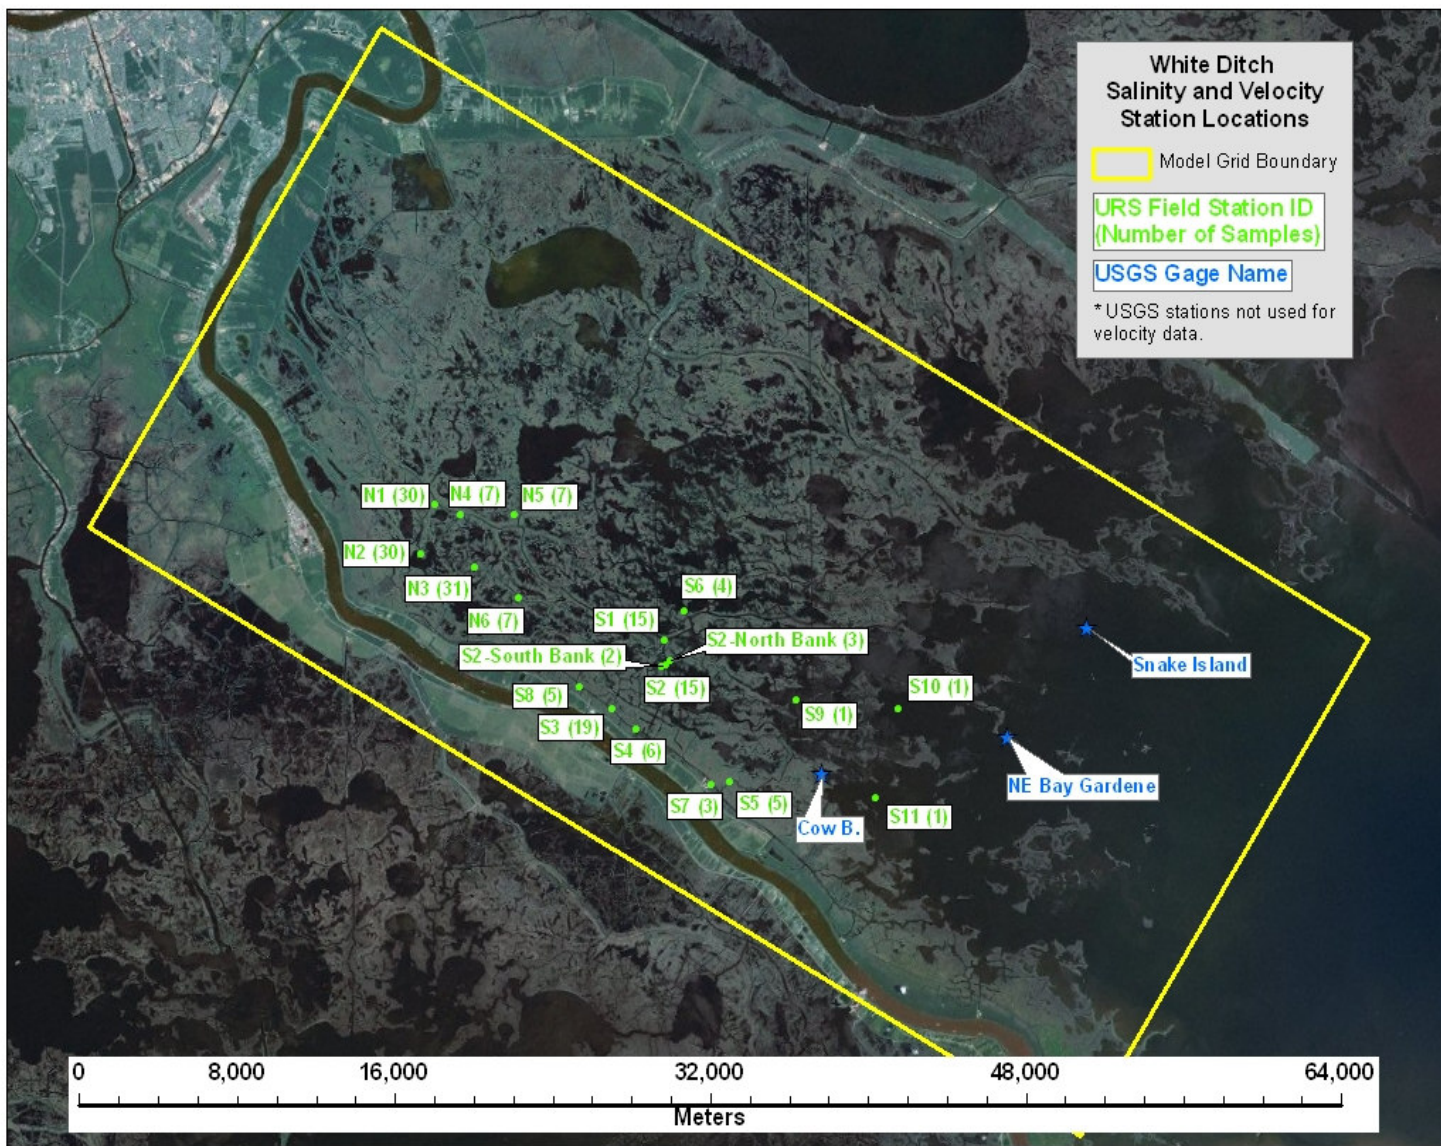 White Ditch
Salinity and Velocity
Station Locations
Model Grid Boundary
URS Field Station ID
(Number of Samples)
USGS Gage Name
* USGS stations not used for
velocity data.
N1 (30)
N4 (7)
N5 (7)
N2 (30)
N3 (31)
N6 (7)
S6 (4)
S1 (15)
S2-North Bank (3)
S2-South Bank (2)
S2 (15)
Snake Island
S8 (5)
S10 (1)
S9 (1)
S3 (19)
S4 (6)
NE Bay Gardene
S7 (3)
S5 (5)
S11 (1)
Cow B.
0 8,000 16,000 32,000 48,000 64,000
Meters